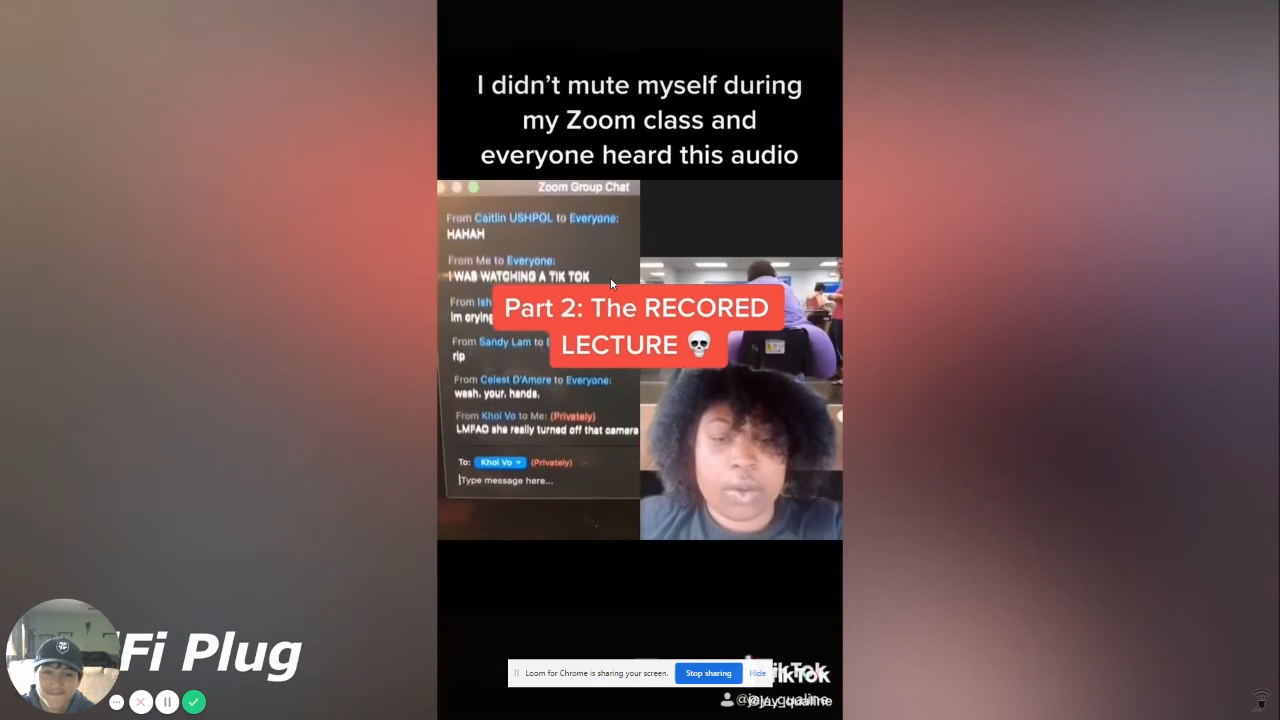 I didn't mute myself during
my Zoom class and
everyone heard this audio
Zoom Group Chat
From Caitlin USHPOL to Everyone:
HAHAH
From Me to Everyone:
I WAS WATCHING A TIK TOK
From Ish
im crying
Part 2: The RECORED
LECTURE 💀
From Sandy Lam to
rip
From Celest D'Amore to Everyone:
wash. your. hands.
From Khoi Vo to Me: (Privately)
LMFAO she really turned off that camera
To: Khoi Vo (Privately)
Type message here...
Fi Plug
Loom for Chrome is sharing your screen.
Stop sharing
Hide
TikTok